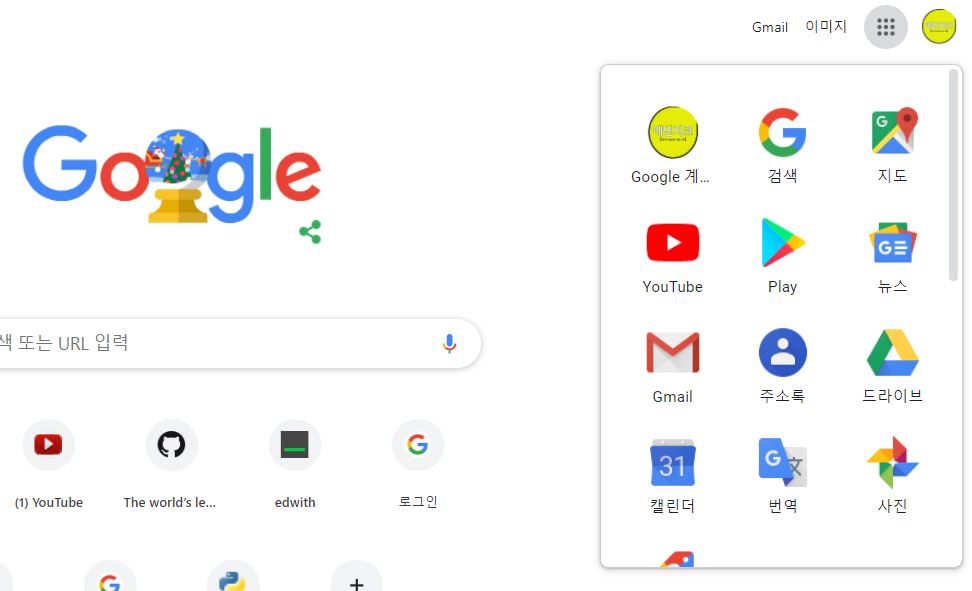 Gmail 이미지
Google
Google 계...
검색
지도
YouTube
Play
뉴스
색 또는 URL 입력
Gmail
주소록
드라이브
31
캘린더
번역
사진
(1) YouTube
The world's le...
edwith
로그인